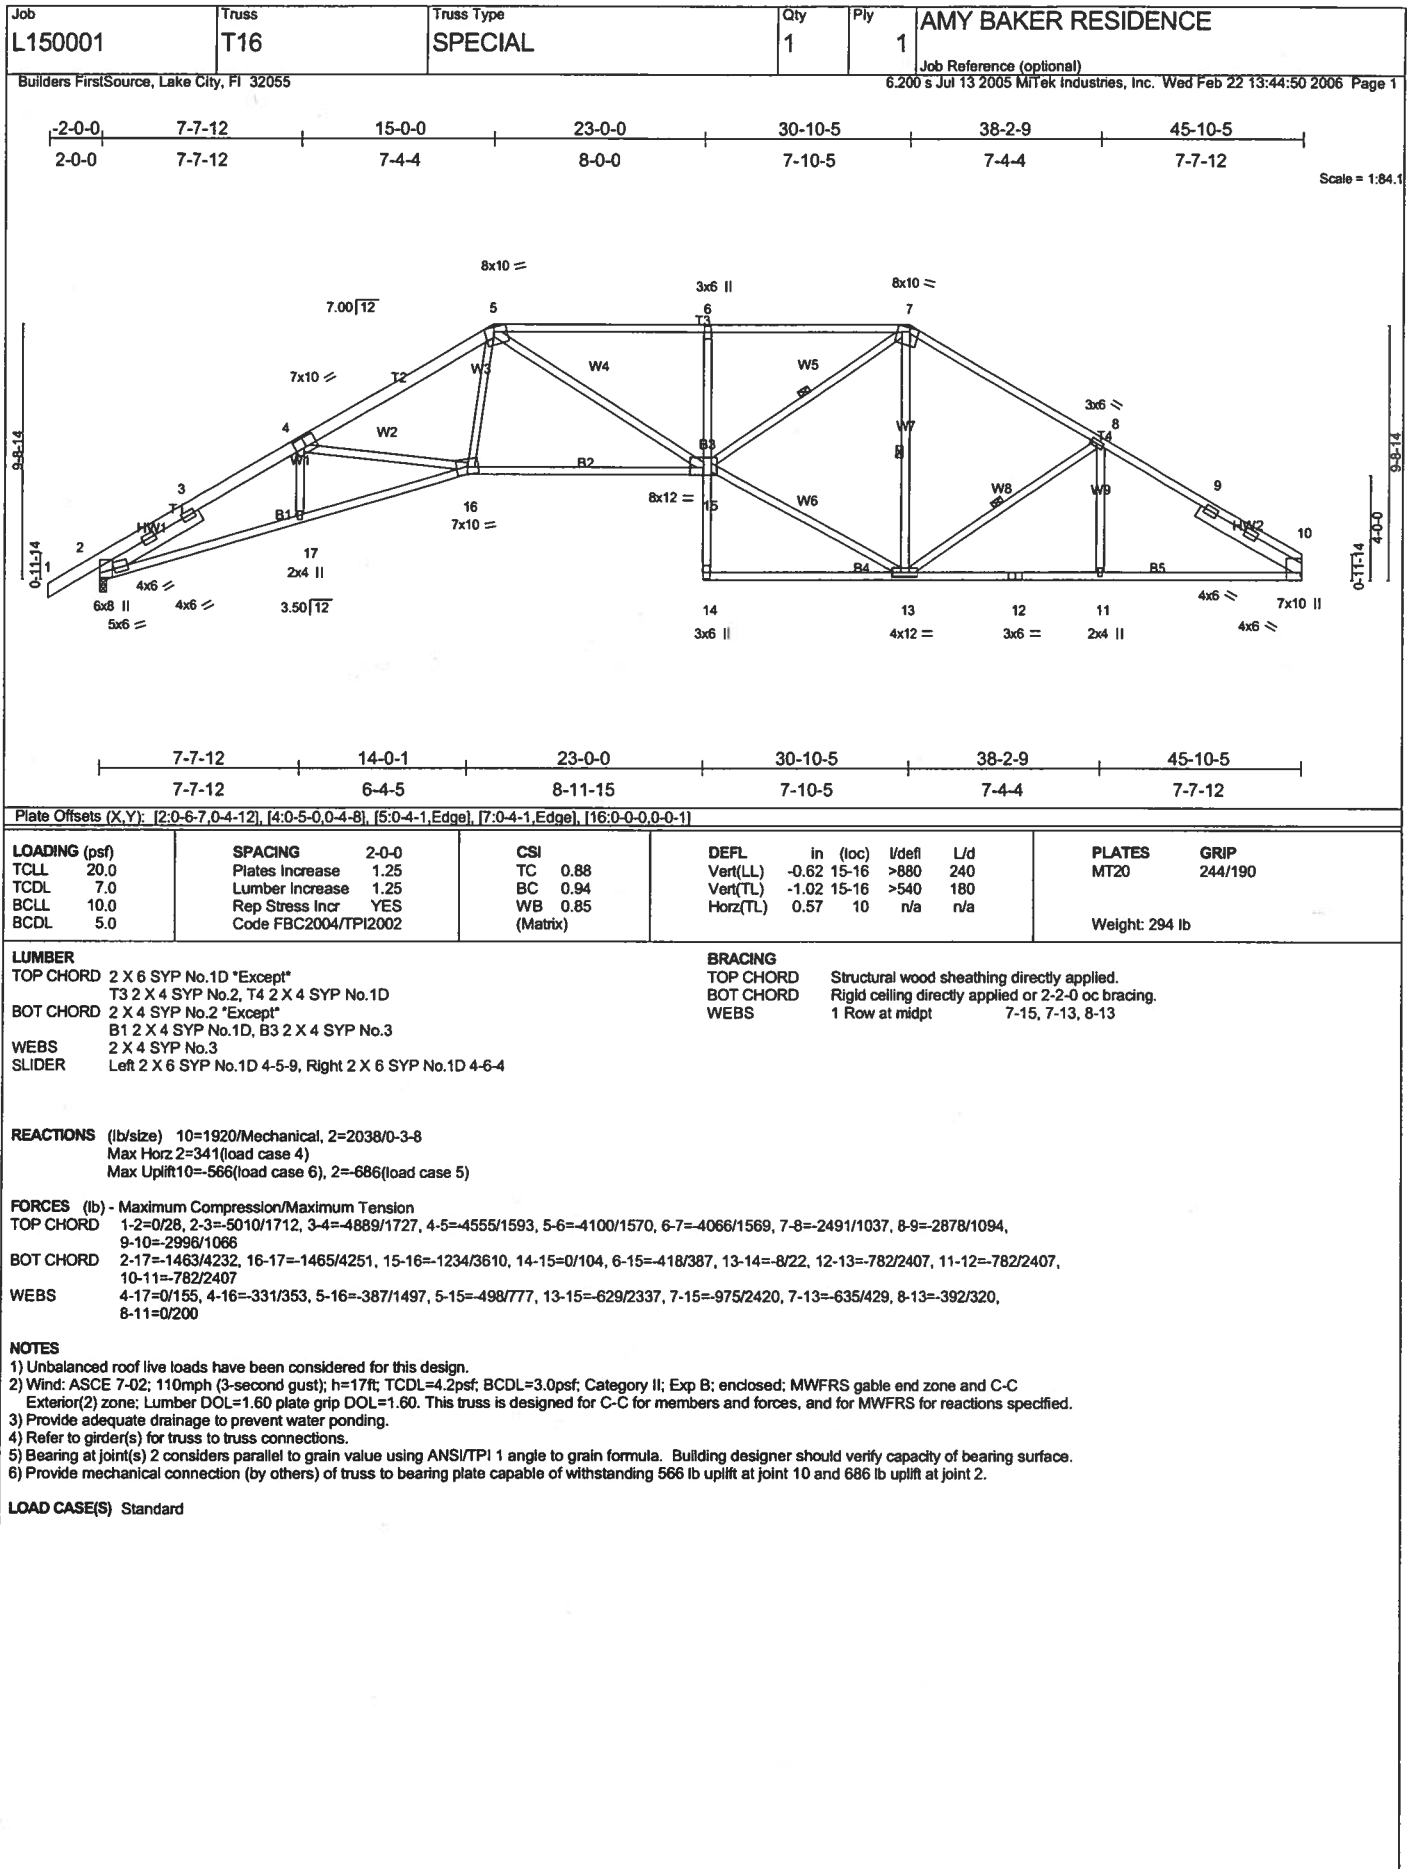 Job Truss Truss Type Qty Ply AMY BAKER RESIDENCE
L150001 T16 SPECIAL 1 1
Job Reference (optional)
Builders FirstSource, Lake City, Fl 32055 6.200 s Jul 13 2005 MiTek Industries, Inc. Wed Feb 22 13:44:50 2006 Page 1
-2-0-0 7-7-12 15-0-0 23-0-0 30-10-5 38-2-9 45-10-5
2-0-0 7-7-12 7-4-4 8-0-0 7-10-5 7-4-4 7-7-12
Scale = 1:84.1
8x10 =
3x6 ||
8x10 =
7.00 12
5
6
7
T3
W3
W4
W5
7x10 =
T2
3x6 =
8
4
W2
W7
T4
9-8-14
W1
B3
B2
9-8-14
3
T1
B1
16
7x10 =
8x12 =
15
W6
W8
W9
9
HW1
HW2
10
2
17
2x4 ||
4-0-0
0-11-14
1
B4
B5
0-11-14
4x6 =
6x8 ||
4x6 =
5x6 =
3.50 12
14
13
12
11
4x6 =
7x10 ||
3x6 ||
4x12 =
3x6 =
2x4 ||
4x6 =
7-7-12 14-0-1 23-0-0 30-10-5 38-2-9 45-10-5
7-7-12 6-4-5 8-11-15 7-10-5 7-4-4 7-7-12
Plate Offsets (X,Y): [2:0-6-7,0-4-12], [4:0-5-0,0-4-8], [5:0-4-1,Edge], [7:0-4-1,Edge], [16:0-0-0,0-0-1]
LOADING (psf) SPACING 2-0-0 CSI DEFL in (loc) l/defl L/d PLATES GRIP
TCLL 20.0 Plates Increase 1.25 TC 0.88 Vert(LL) -0.62 15-16 >880 240 MT20 244/190
TCDL 7.0 Lumber Increase 1.25 BC 0.94 Vert(TL) -1.02 15-16 >540 180
BCLL 10.0 Rep Stress Incr YES WB 0.85 Horz(TL) 0.57 10 n/a n/a
BCDL 5.0 Code FBC2004/TPI2002 (Matrix) Weight: 294 lb
LUMBER
TOP CHORD 2 X 6 SYP No.1D *Except*
T3 2 X 4 SYP No.2, T4 2 X 4 SYP No.1D
BOT CHORD 2 X 4 SYP No.2 *Except*
B1 2 X 4 SYP No.1D, B3 2 X 4 SYP No.3
WEBS 2 X 4 SYP No.3
SLIDER Left 2 X 6 SYP No.1D 4-5-9, Right 2 X 6 SYP No.1D 4-6-4
BRACING
TOP CHORD Structural wood sheathing directly applied.
BOT CHORD Rigid ceiling directly applied or 2-2-0 oc bracing.
WEBS 1 Row at midpt 7-15, 7-13, 8-13
REACTIONS (lb/size) 10=1920/Mechanical, 2=2038/0-3-8
Max Horz 2=341(load case 4)
Max Uplift10=-566(load case 6), 2=-686(load case 5)
FORCES (lb) - Maximum Compression/Maximum Tension
TOP CHORD 1-2=0/28, 2-3=-5010/1712, 3-4=-4889/1727, 4-5=-4555/1593, 5-6=-4100/1570, 6-7=-4066/1569, 7-8=-2491/1037, 8-9=-2878/1094,
9-10=-2996/1066
BOT CHORD 2-17=-1463/4232, 16-17=-1465/4251, 15-16=-1234/3610, 14-15=0/104, 6-15=-418/387, 13-14=-8/22, 12-13=-782/2407, 11-12=-782/2407,
10-11=-782/2407
WEBS 4-17=0/155, 4-16=-331/353, 5-16=-387/1497, 5-15=-498/777, 13-15=-629/2337, 7-15=-975/2420, 7-13=-635/429, 8-13=-392/320,
8-11=0/200
NOTES
1) Unbalanced roof live loads have been considered for this design.
2) Wind: ASCE 7-02; 110mph (3-second gust); h=17ft; TCDL=4.2psf; BCDL=3.0psf; Category II; Exp B; enclosed; MWFRS gable end zone and C-C
Exterior(2) zone; Lumber DOL=1.60 plate grip DOL=1.60. This truss is designed for C-C for members and forces, and for MWFRS for reactions specified.
3) Provide adequate drainage to prevent water ponding.
4) Refer to girder(s) for truss to truss connections.
5) Bearing at joint(s) 2 considers parallel to grain value using ANSI/TPI 1 angle to grain formula. Building designer should verify capacity of bearing surface.
6) Provide mechanical connection (by others) of truss to bearing plate capable of withstanding 566 lb uplift at joint 10 and 686 lb uplift at joint 2.
LOAD CASE(S) Standard